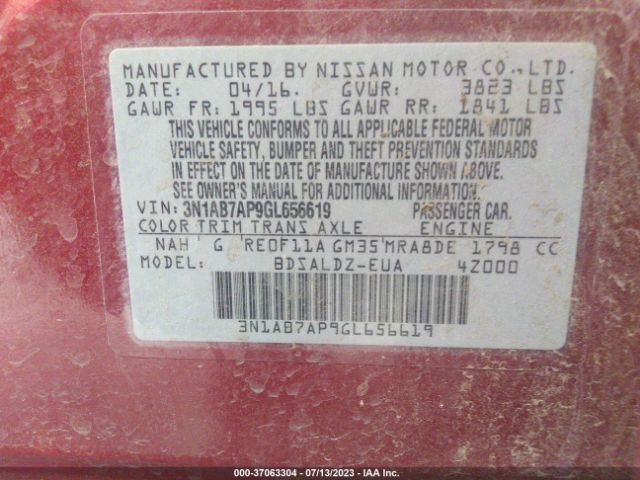 MANUFACTURED BY NISSAN MOTOR CO., LTD.
DATE: 04/16. GVWR: 3823 LBS
GAWR FR: 1995 LBS GAWR RR: 1841 LBS
THIS VEHICLE CONFORMS TO ALL APPLICABLE FEDERAL MOTOR
VEHICLE SAFETY, BUMPER AND THEFT PREVENTION STANDARDS
IN EFFECT ON THE DATE OF MANUFACTURE SHOWN ABOVE.
SEE OWNER'S MANUAL FOR ADDITIONAL INFORMATION.
VIN: 3N1AB7AP9GL656619 PASSENGER CAR.
COLOR TRIM TRANS AXLE ENGINE
NAH G RE0F11A GM35 MRA8DE 1798 CC
MODEL: BDSALDZ-EUA 4Z000
3N1AB7AP9GL656619
000-37063304 / 07/13/2023 - IAA Inc.